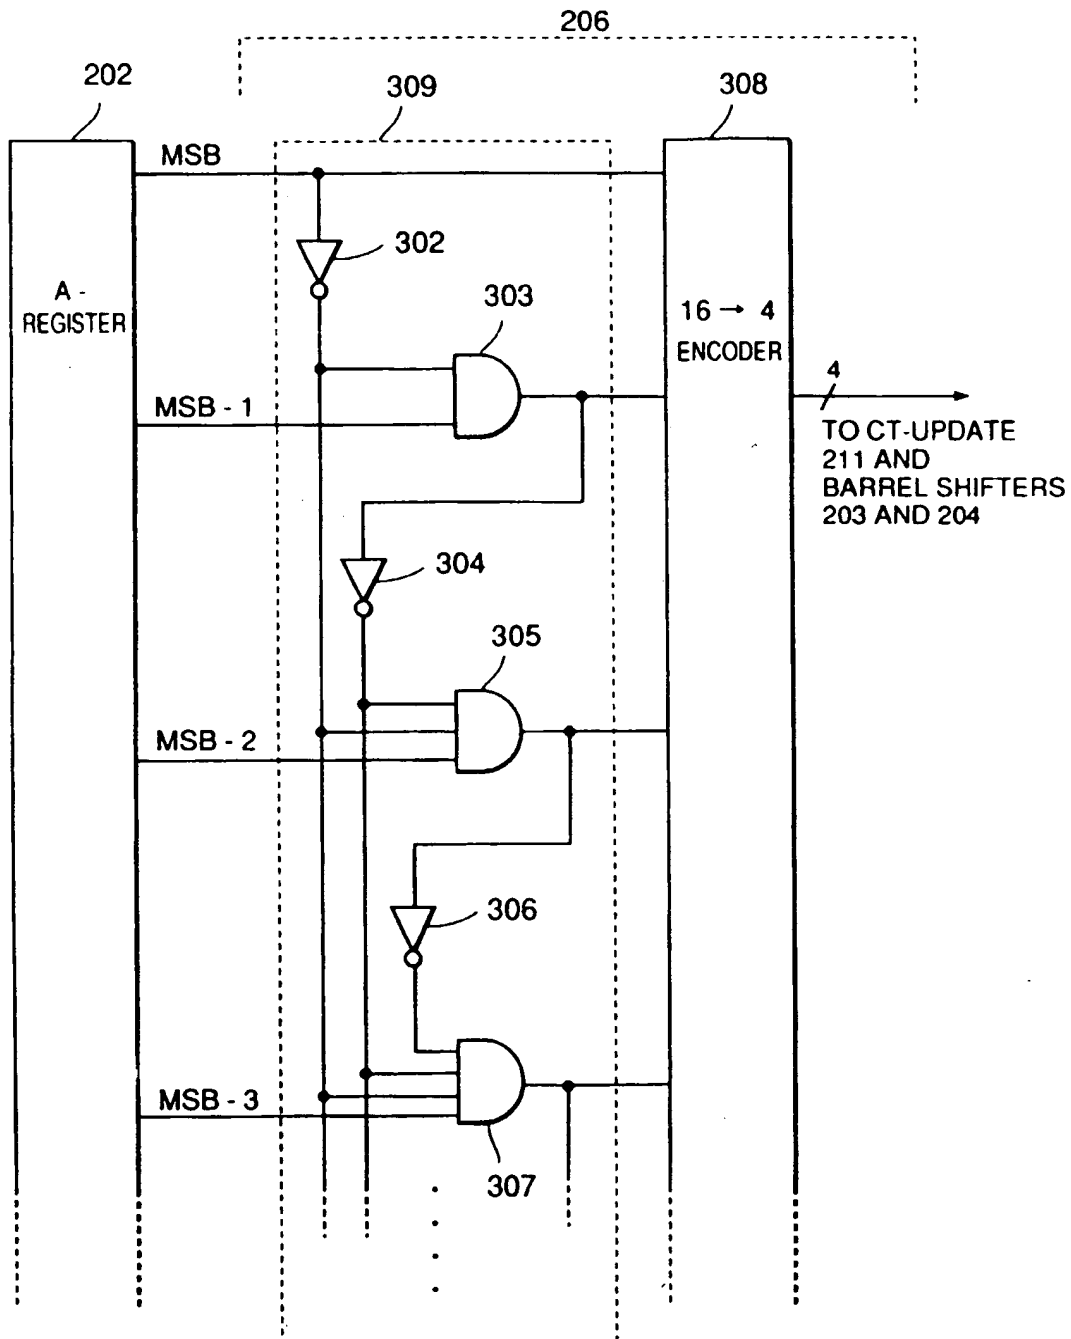 206
202
309
308
MSB
302
A -
REGISTER
303
16 → 4
ENCODER
4
MSB - 1
TO CT-UPDATE
211 AND
BARREL SHIFTERS
203 AND 204
304
305
MSB - 2
306
MSB - 3
307